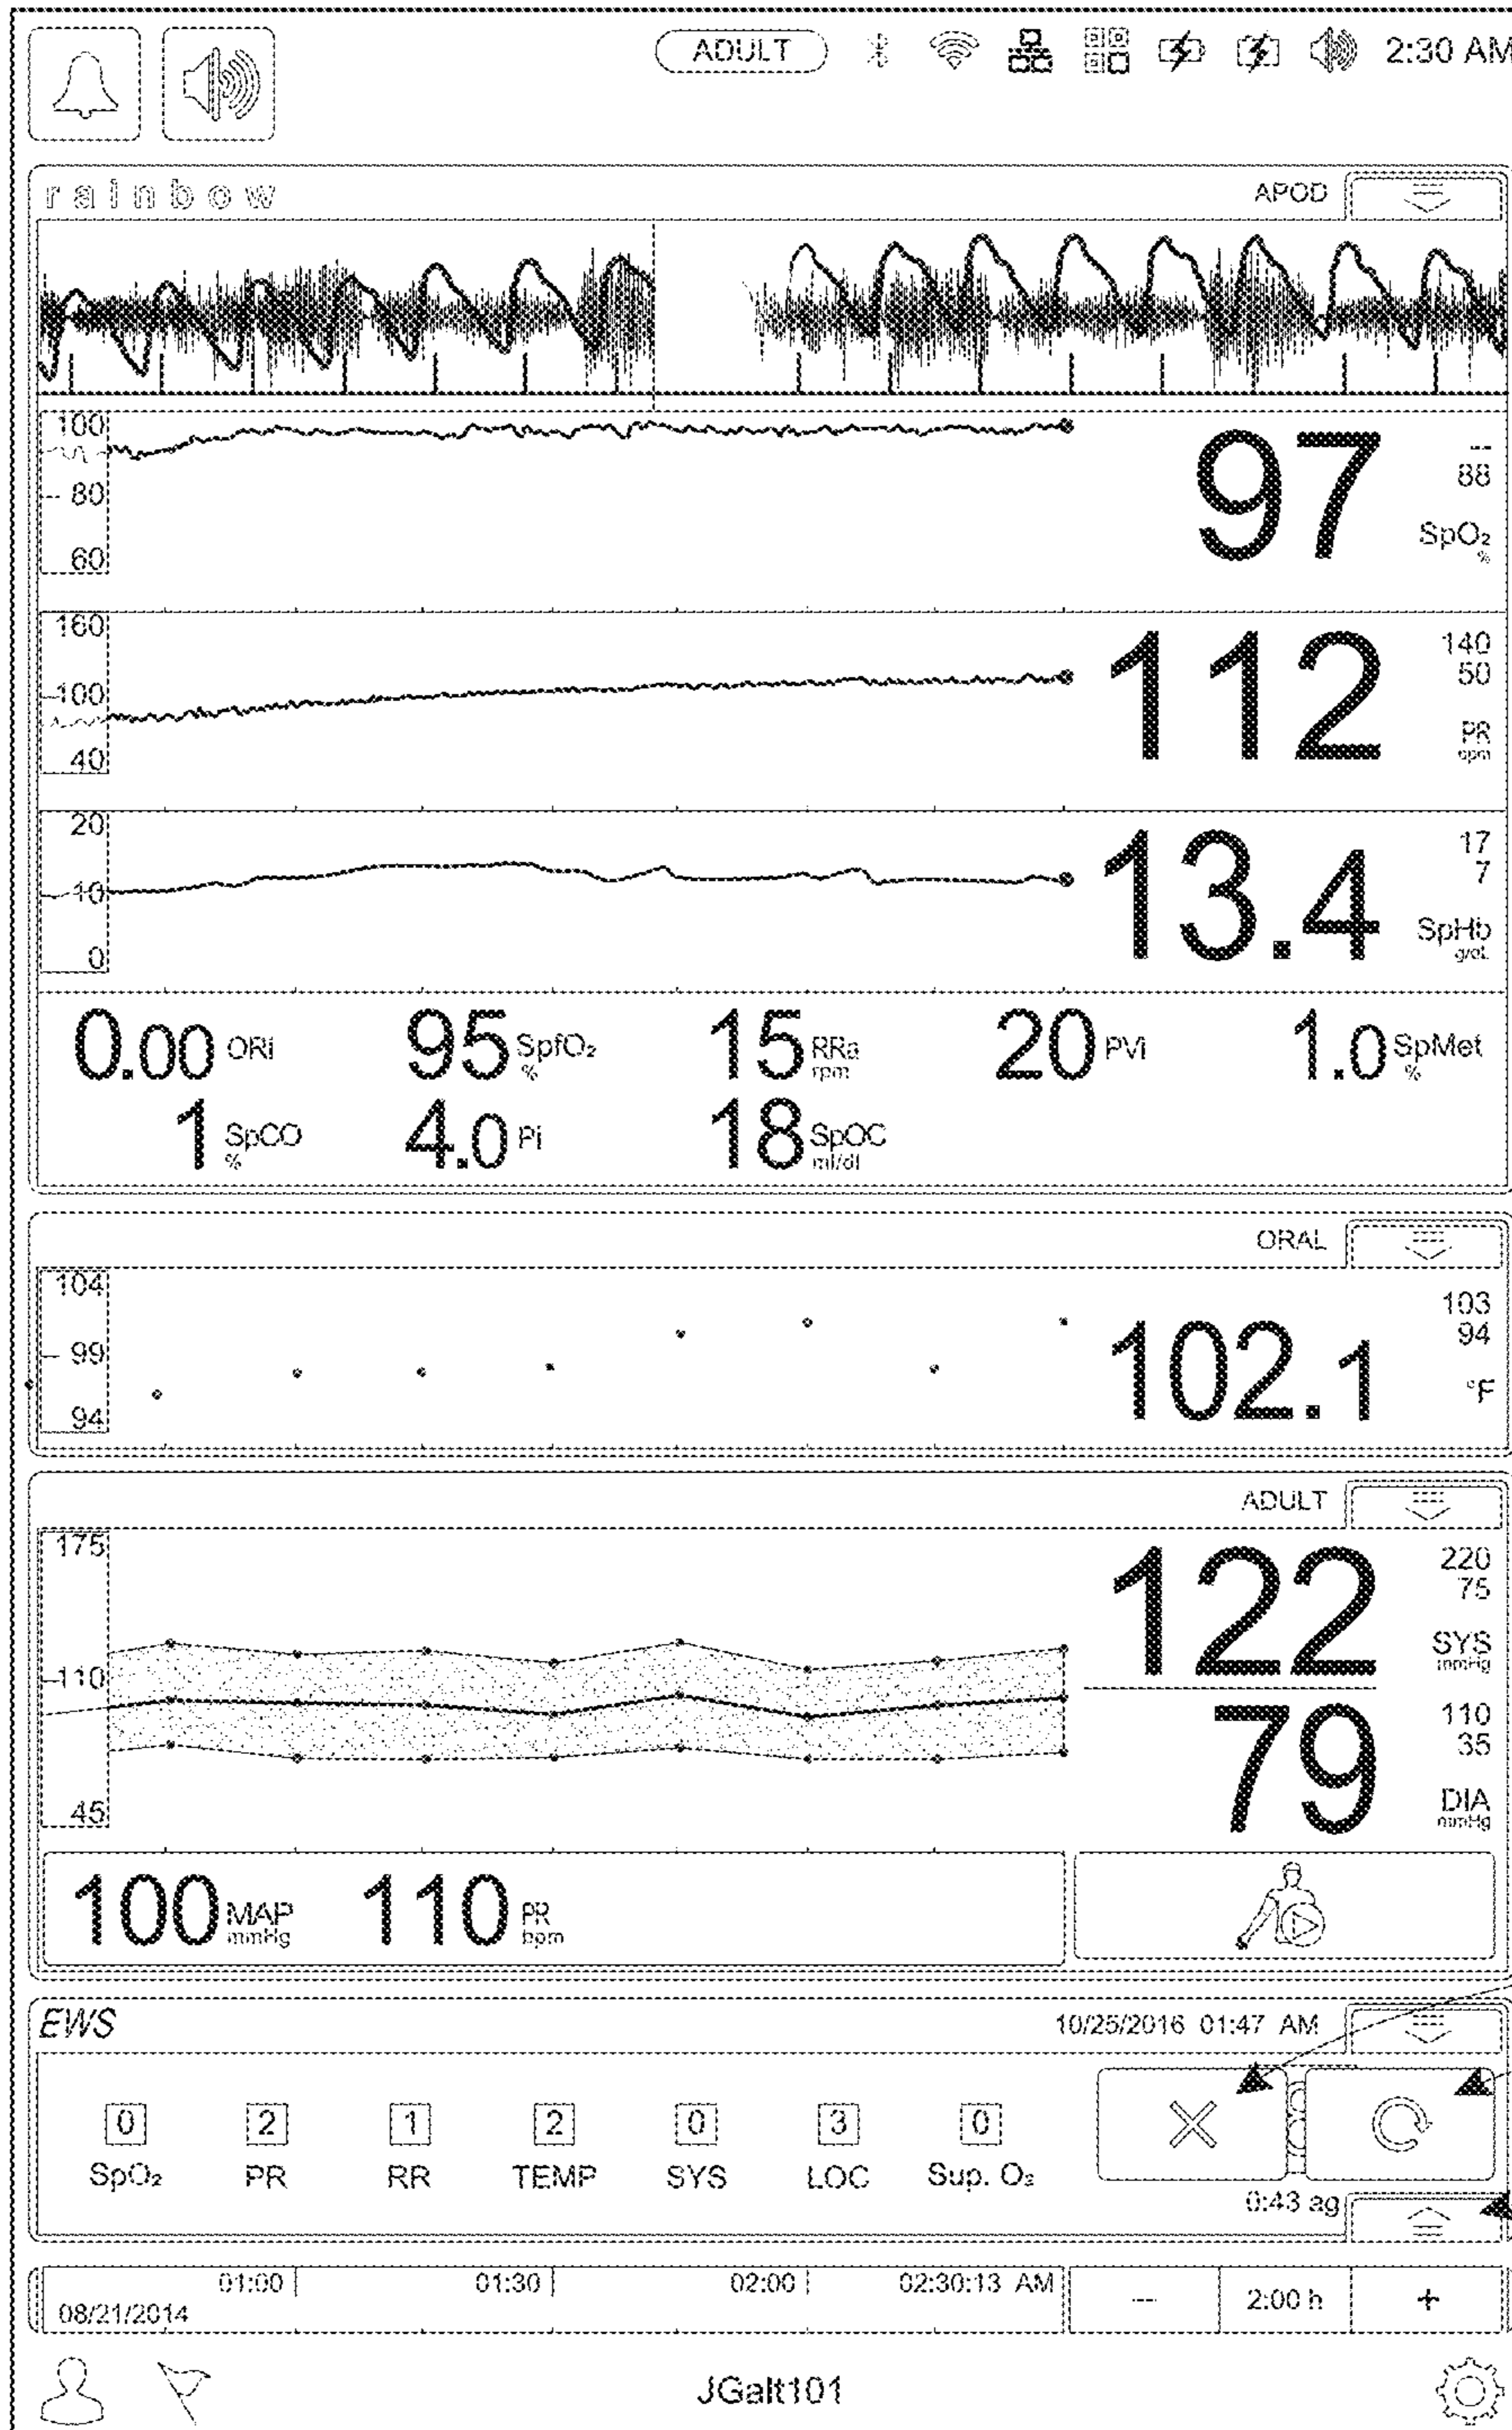 ADULT 2:30 AM
rainbow APOD
100
80
60
97
--
88
SpO₂
%
160
100
40
112
140
50
PR
bpm
20
10
0
13.4
17
7
SpHb
g/dL
0.00 ORi 95 SpfO₂ % 15 RRa rpm 20 PVi 1.0 SpMet %
1 SpCO % 4.0 Pi 18 SpOC ml/dl
ORAL
104
99
94
102.1
103
94
°F
ADULT
175
110
45
122
220
75
SYS
mmHg
79
110
35
DIA
mmHg
100 MAP mmHg 110 PR bpm
EWS 10/25/2016 01:47 AM
0 2 1 2 0 3 0
SpO₂ PR RR TEMP SYS LOC Sup. O₂
0:43 ag
01:00 01:30 02:00 02:30:13 AM
08/21/2014
— 2:00 h +
JGalt101